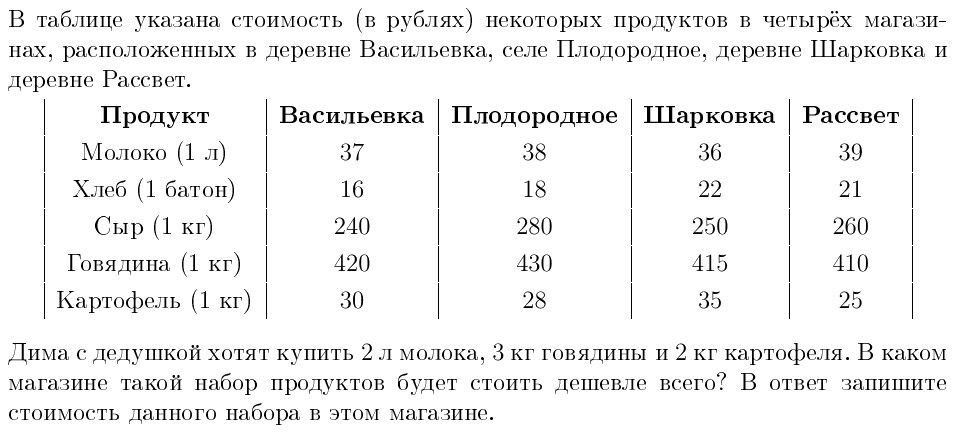 В таблице указана стоимость (в рублях) некоторых продуктов в четырёх магази-
нах, расположенных в деревне Васильевка, селе Плодородное, деревне Шарковка и
деревне Рассвет.
Продукт Васильевка Плодородное Шарковка Рассвет
Молоко (1 л) 37 38 36 39
Хлеб (1 батон) 16 18 22 21
Сыр (1 кг) 240 280 250 260
Говядина (1 кг) 420 430 415 410
Картофель (1 кг) 30 28 35 25
Дима с дедушкой хотят купить 2 л молока, 3 кг говядины и 2 кг картофеля. В каком
магазине такой набор продуктов будет стоить дешевле всего? В ответ запишите
стоимость данного набора в этом магазине.